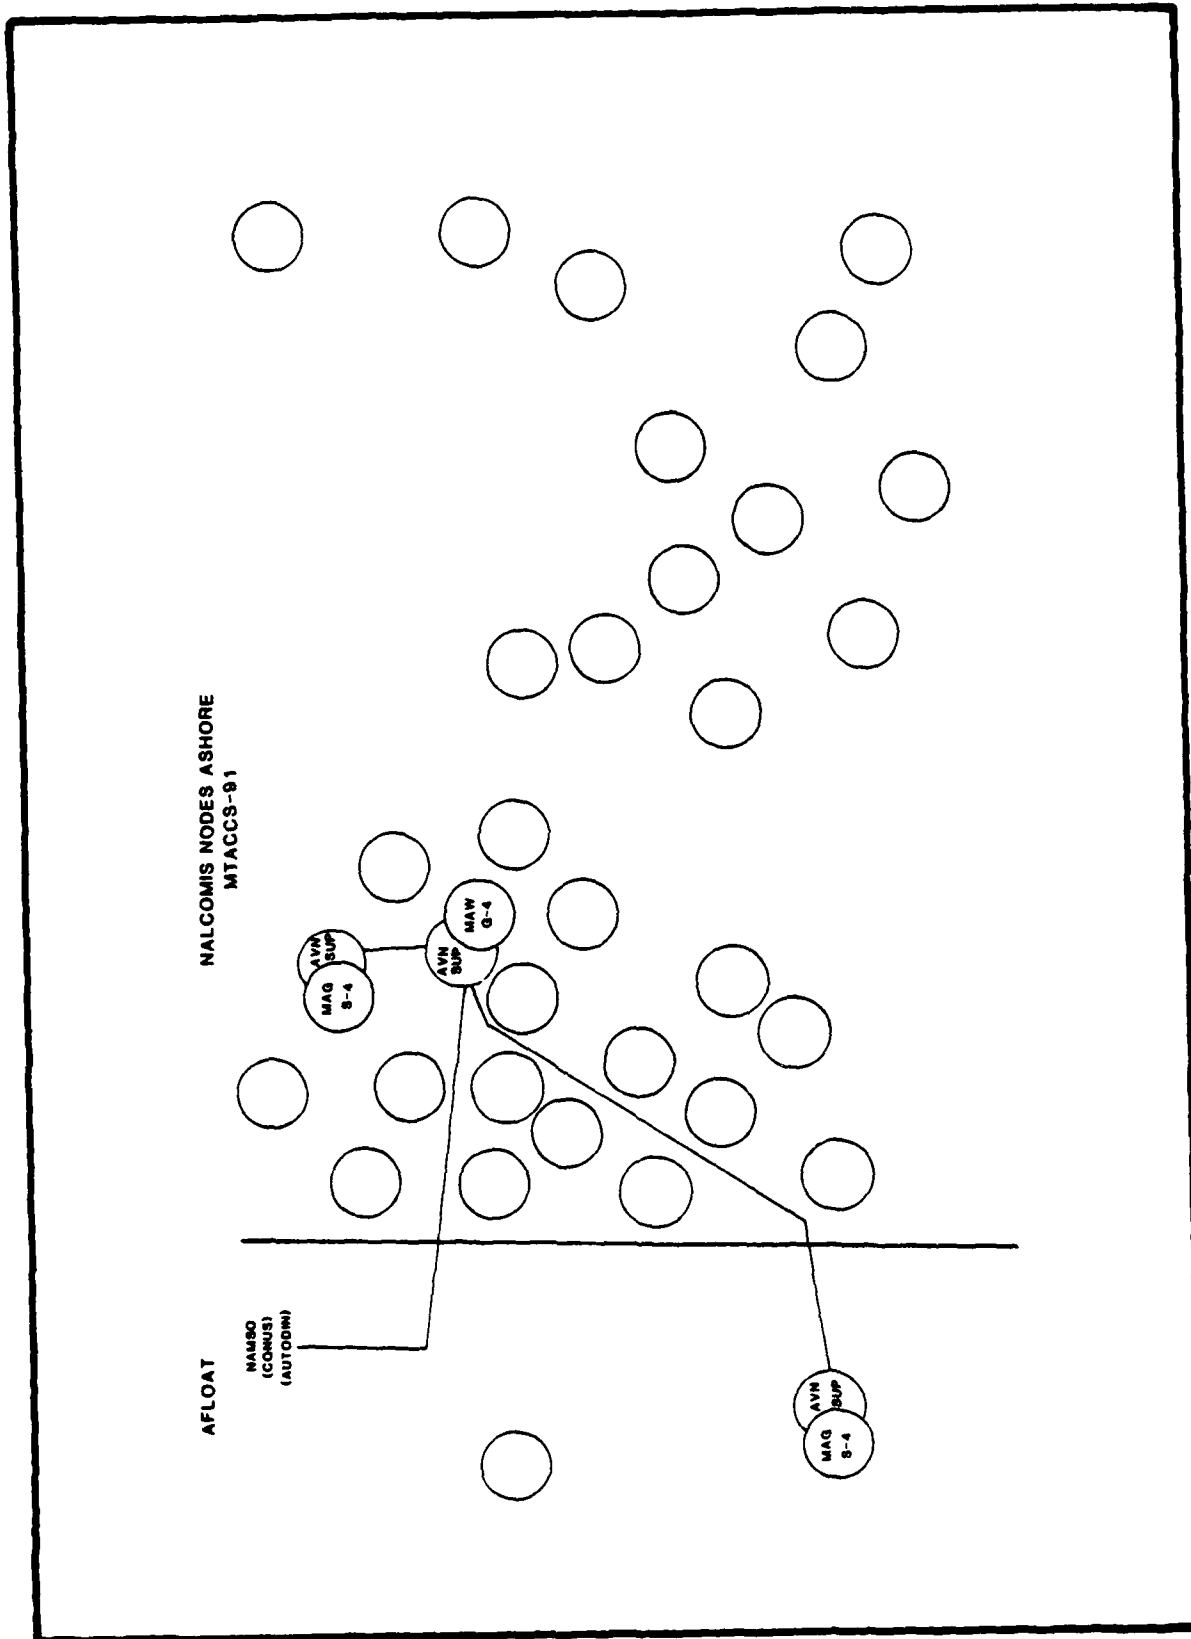 NALCOMIS NODES ASHORE
MTACCS-91
AFLOAT
NAMSO
(CONUS)
(AUTODIN)
AVN
SUP
MAG
S-4
AVN
SUP
MAW
G-4
AVN
SUP
MAG
S-4